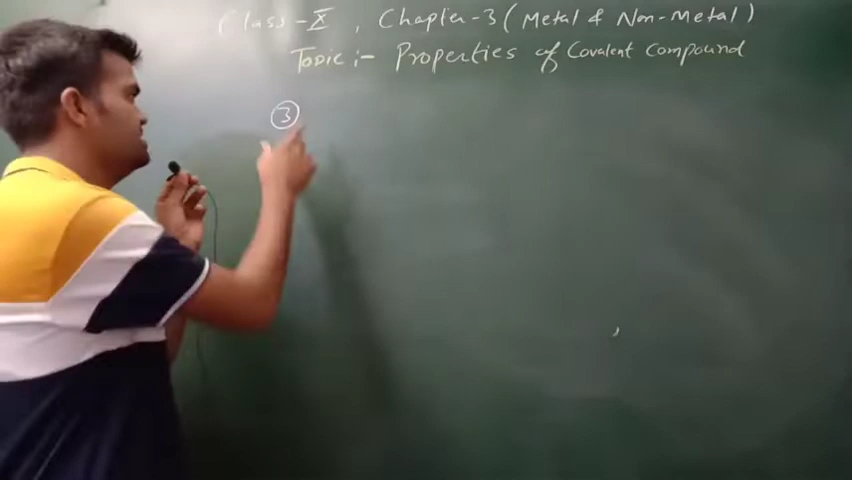 Class-X, Chapter-3 (Metal & Non-Metal)
Topic :- Properties of Covalent Compound
③